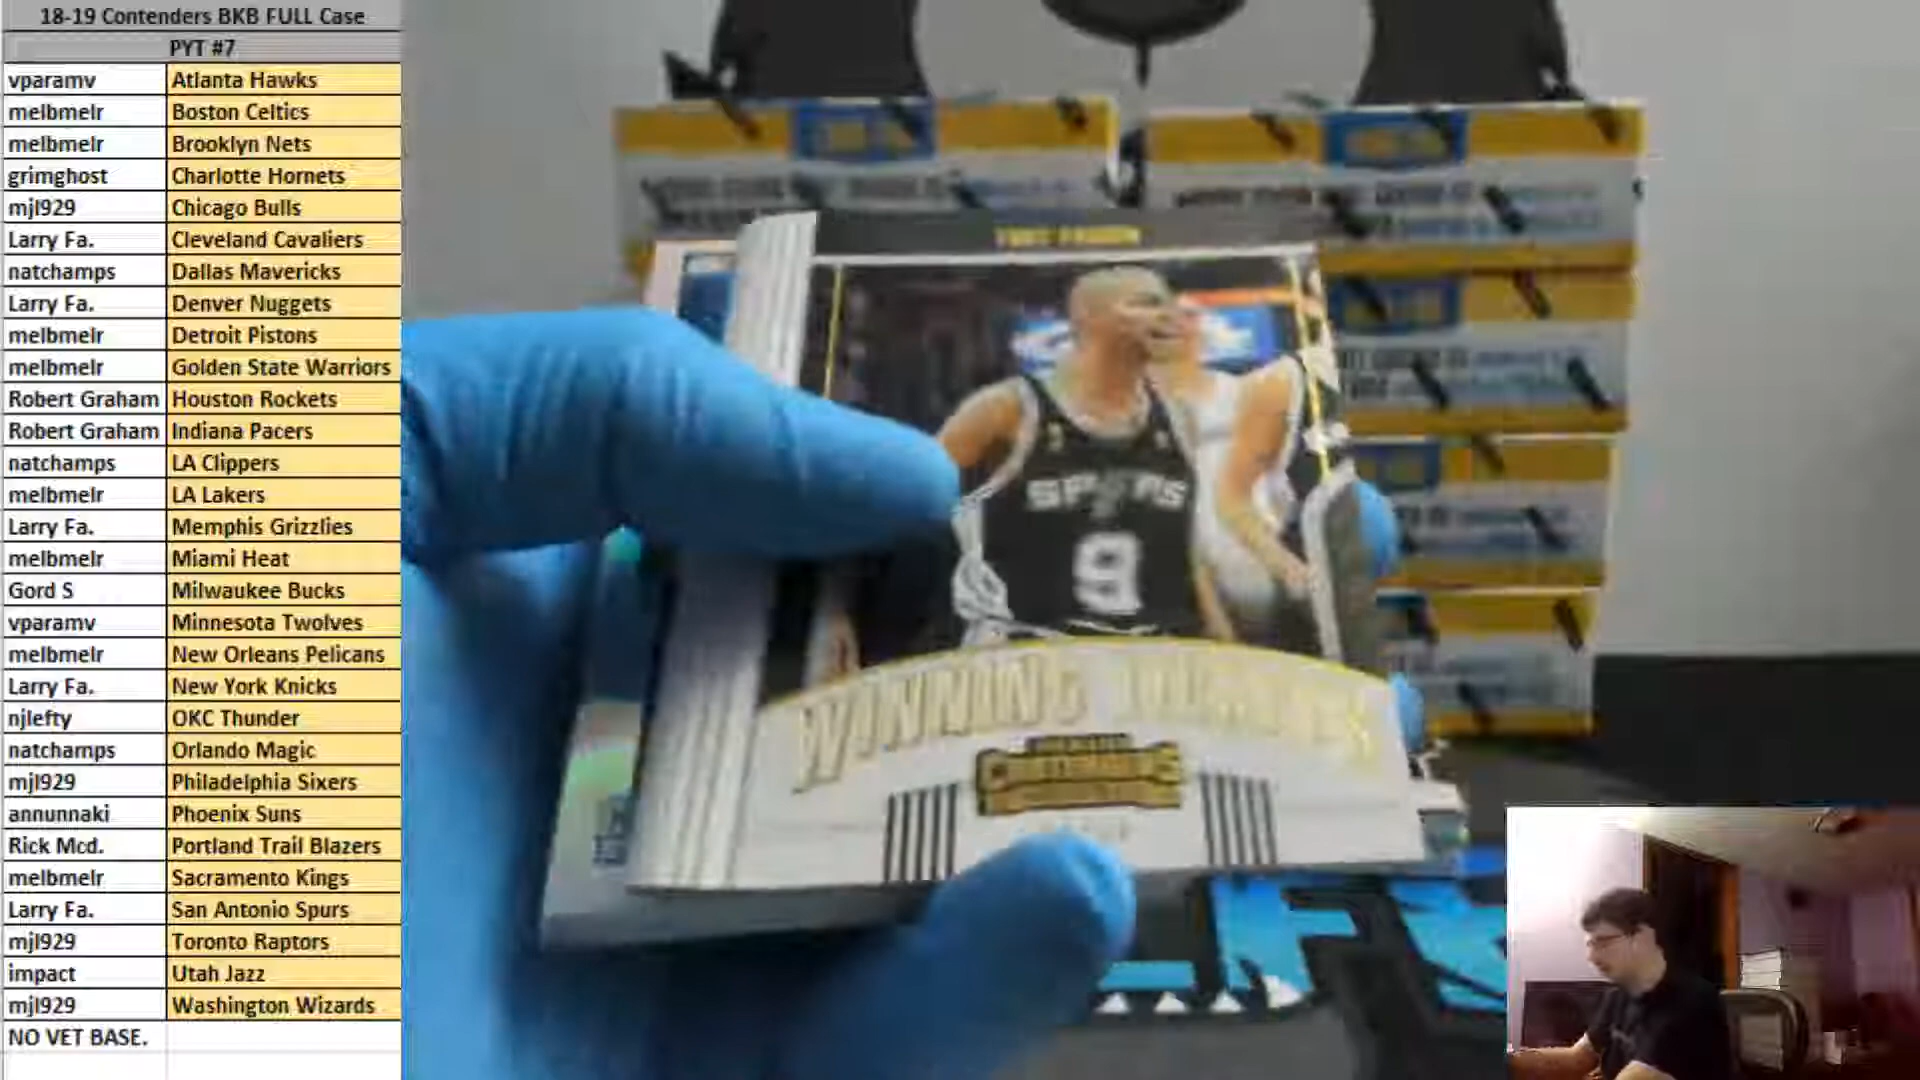 18-19 Contenders BKB FULL Case
PYT #7
vparamv Atlanta Hawks
melbmelr Boston Celtics
melbmelr Brooklyn Nets
grimghost Charlotte Hornets
mjl929 Chicago Bulls
Larry Fa. Cleveland Cavaliers
natchamps Dallas Mavericks
Larry Fa. Denver Nuggets
melbmelr Detroit Pistons
melbmelr Golden State Warriors
Robert Graham Houston Rockets
Robert Graham Indiana Pacers
natchamps LA Clippers
melbmelr LA Lakers
Larry Fa. Memphis Grizzlies
melbmelr Miami Heat
Gord S Milwaukee Bucks
vparamv Minnesota Twolves
melbmelr New Orleans Pelicans
Larry Fa. New York Knicks
njlefty OKC Thunder
natchamps Orlando Magic
mjl929 Philadelphia Sixers
annunnaki Phoenix Suns
Rick Mcd. Portland Trail Blazers
melbmelr Sacramento Kings
Larry Fa. San Antonio Spurs
mjl929 Toronto Raptors
impact Utah Jazz
mjl929 Washington Wizards
NO VET BASE.
TONY PARKER
SPURS
9
WINNING TICKETS
CONTENDERS